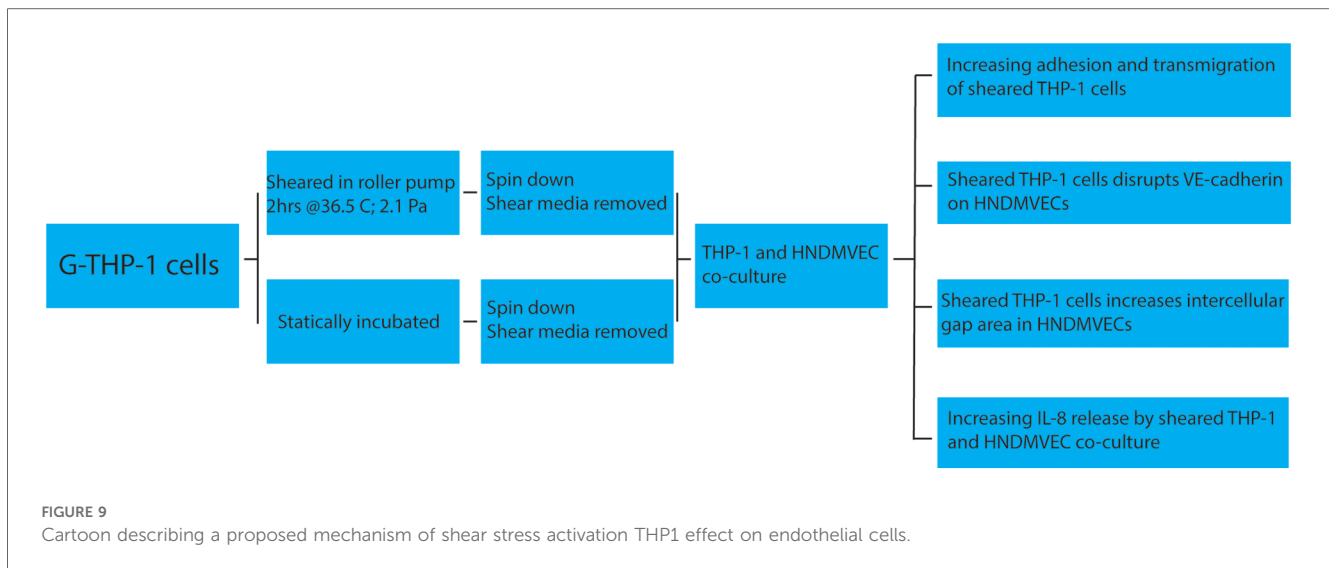 G-THP-1 cells
Sheared in roller pump
2hrs @36.5 C; 2.1 Pa
Statically incubated
Spin down
Shear media removed
Spin down
Shear media removed
THP-1 and HNDMVEC
co-culture
Increasing adhesion and transmigration
of sheared THP-1 cells
Sheared THP-1 cells disrupts VE-cadherin
on HNDMVECs
Sheared THP-1 cells increases intercellular
gap area in HNDMVECs
Increasing IL-8 release by sheared THP-1
and HNDMVEC co-culture
FIGURE 9
Cartoon describing a proposed mechanism of shear stress activation THP1 effect on endothelial cells.